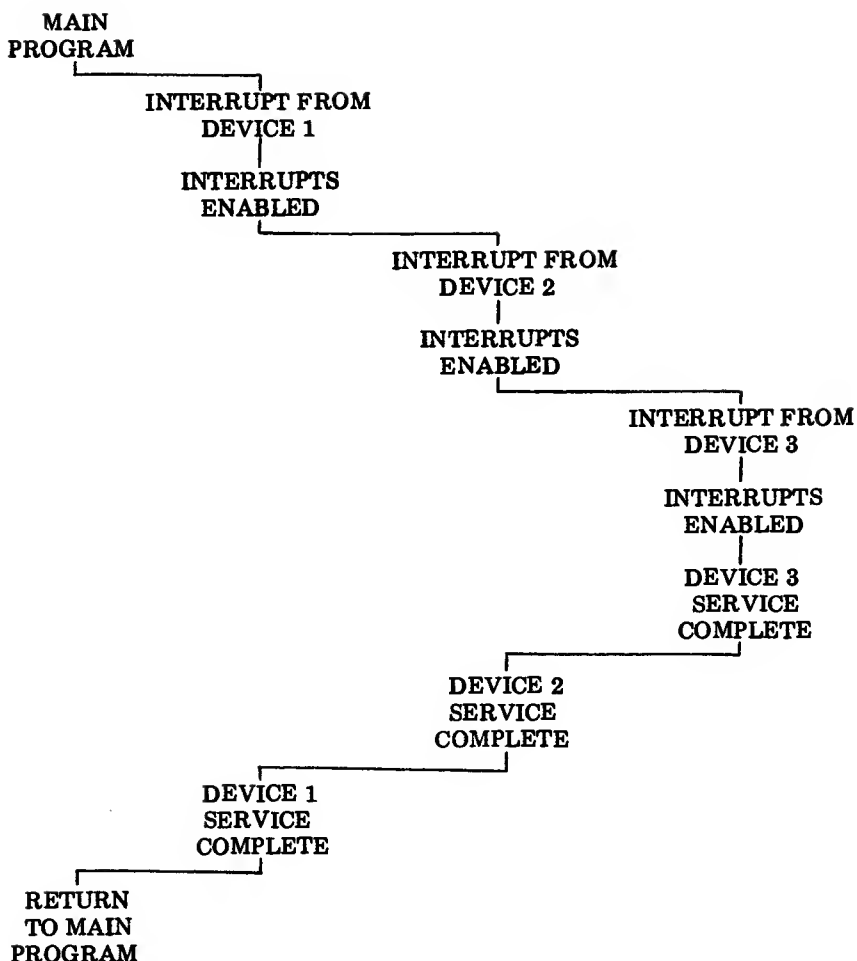 MAIN
PROGRAM
INTERRUPT FROM
DEVICE 1
INTERRUPTS
ENABLED
INTERRUPT FROM
DEVICE 2
INTERRUPTS
ENABLED
INTERRUPT FROM
DEVICE 3
INTERRUPTS
ENABLED
DEVICE 3
SERVICE
COMPLETE
DEVICE 2
SERVICE
COMPLETE
DEVICE 1
SERVICE
COMPLETE
RETURN
TO MAIN
PROGRAM